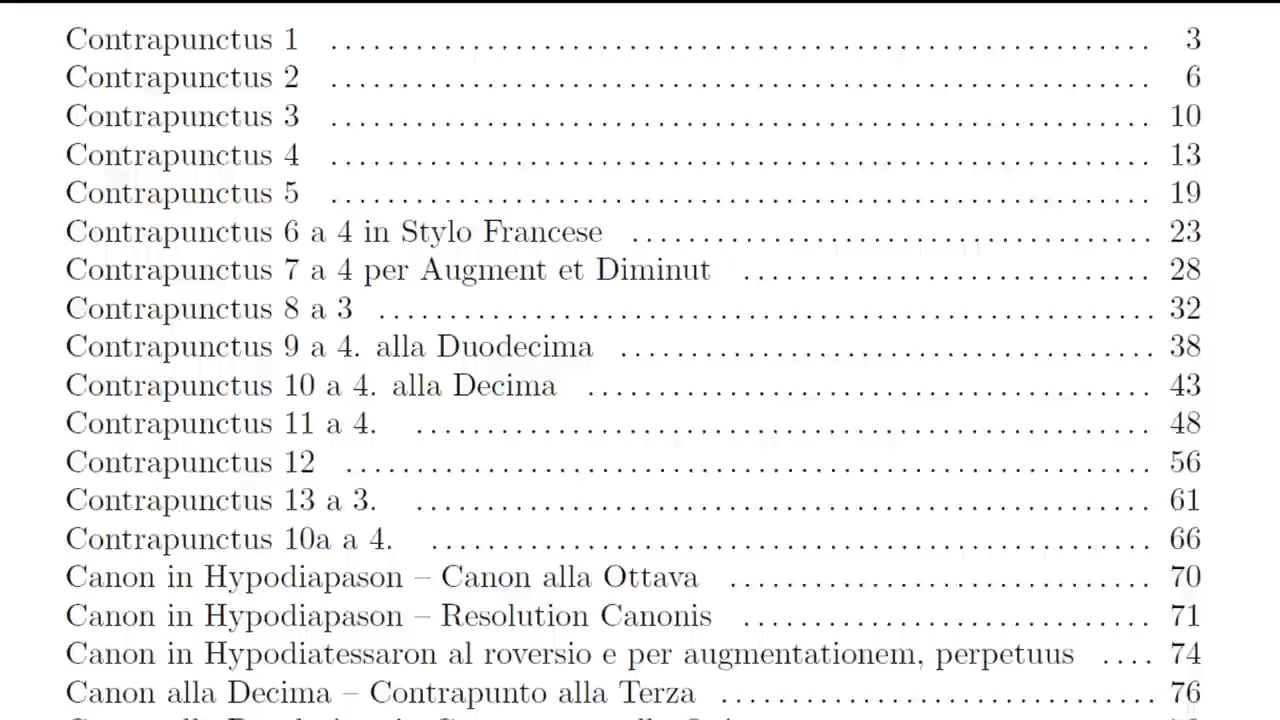 Contrapunctus 1 ........................................ 3
Contrapunctus 2 ........................................ 6
Contrapunctus 3 ........................................ 10
Contrapunctus 4 ........................................ 13
Contrapunctus 5 ........................................ 19
Contrapunctus 6 a 4 in Stylo Francese ........................................ 23
Contrapunctus 7 a 4 per Augment et Diminut ........................................ 28
Contrapunctus 8 a 3 ........................................ 32
Contrapunctus 9 a 4. alla Duodecima ........................................ 38
Contrapunctus 10 a 4. alla Decima ........................................ 43
Contrapunctus 11 a 4. ........................................ 48
Contrapunctus 12 ........................................ 56
Contrapunctus 13 a 3. ........................................ 61
Contrapunctus 10a a 4. ........................................ 66
Canon in Hypodiapason – Canon alla Ottava ........................................ 70
Canon in Hypodiapason – Resolution Canonis ........................................ 71
Canon in Hypodiatessaron al roversio e per augmentationem, perpetuus .... 74
Canon alla Decima – Contrapunto alla Terza ........................................ 76